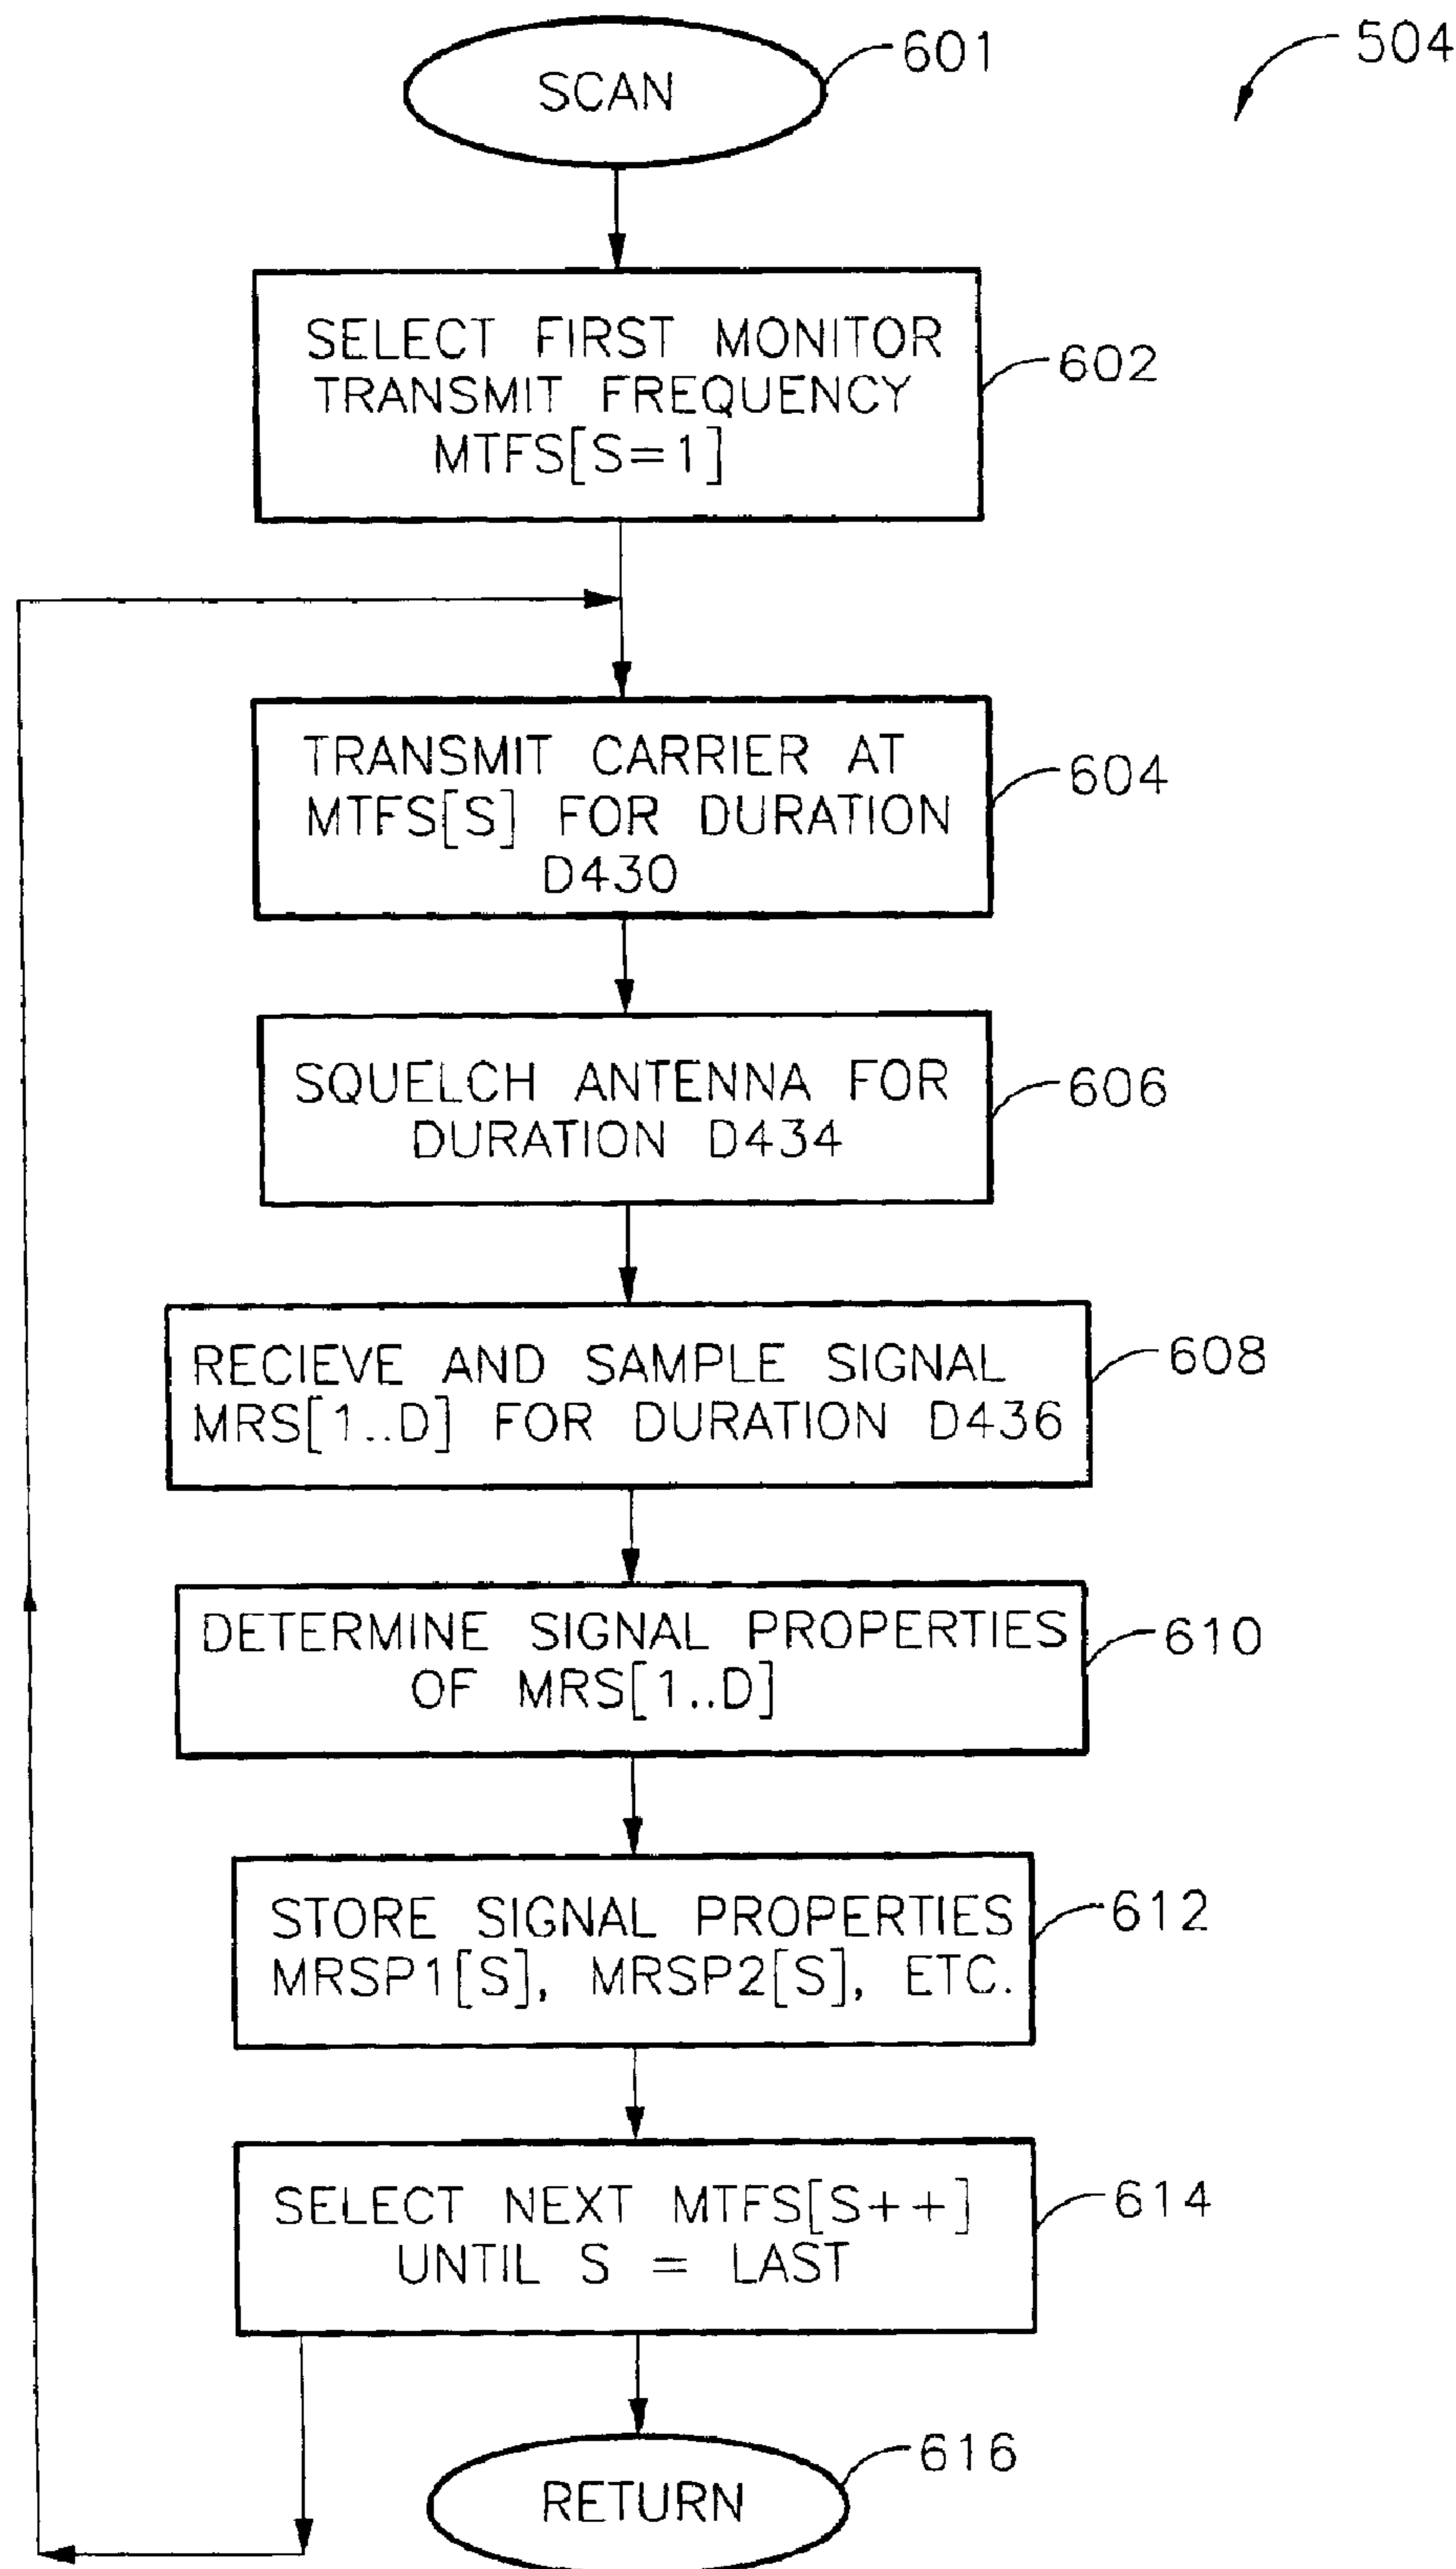 504
SCAN
601
SELECT FIRST MONITOR
TRANSMIT FREQUENCY
MTFS[S=1]
602
TRANSMIT CARRIER AT
MTFS[S] FOR DURATION
D430
604
SQUELCH ANTENNA FOR
DURATION D434
606
RECIEVE AND SAMPLE SIGNAL
MRS[1..D] FOR DURATION D436
608
DETERMINE SIGNAL PROPERTIES
OF MRS[1..D]
610
STORE SIGNAL PROPERTIES
MRSP1[S], MRSP2[S], ETC.
612
SELECT NEXT MTFS[S++]
UNTIL S = LAST
614
RETURN
616